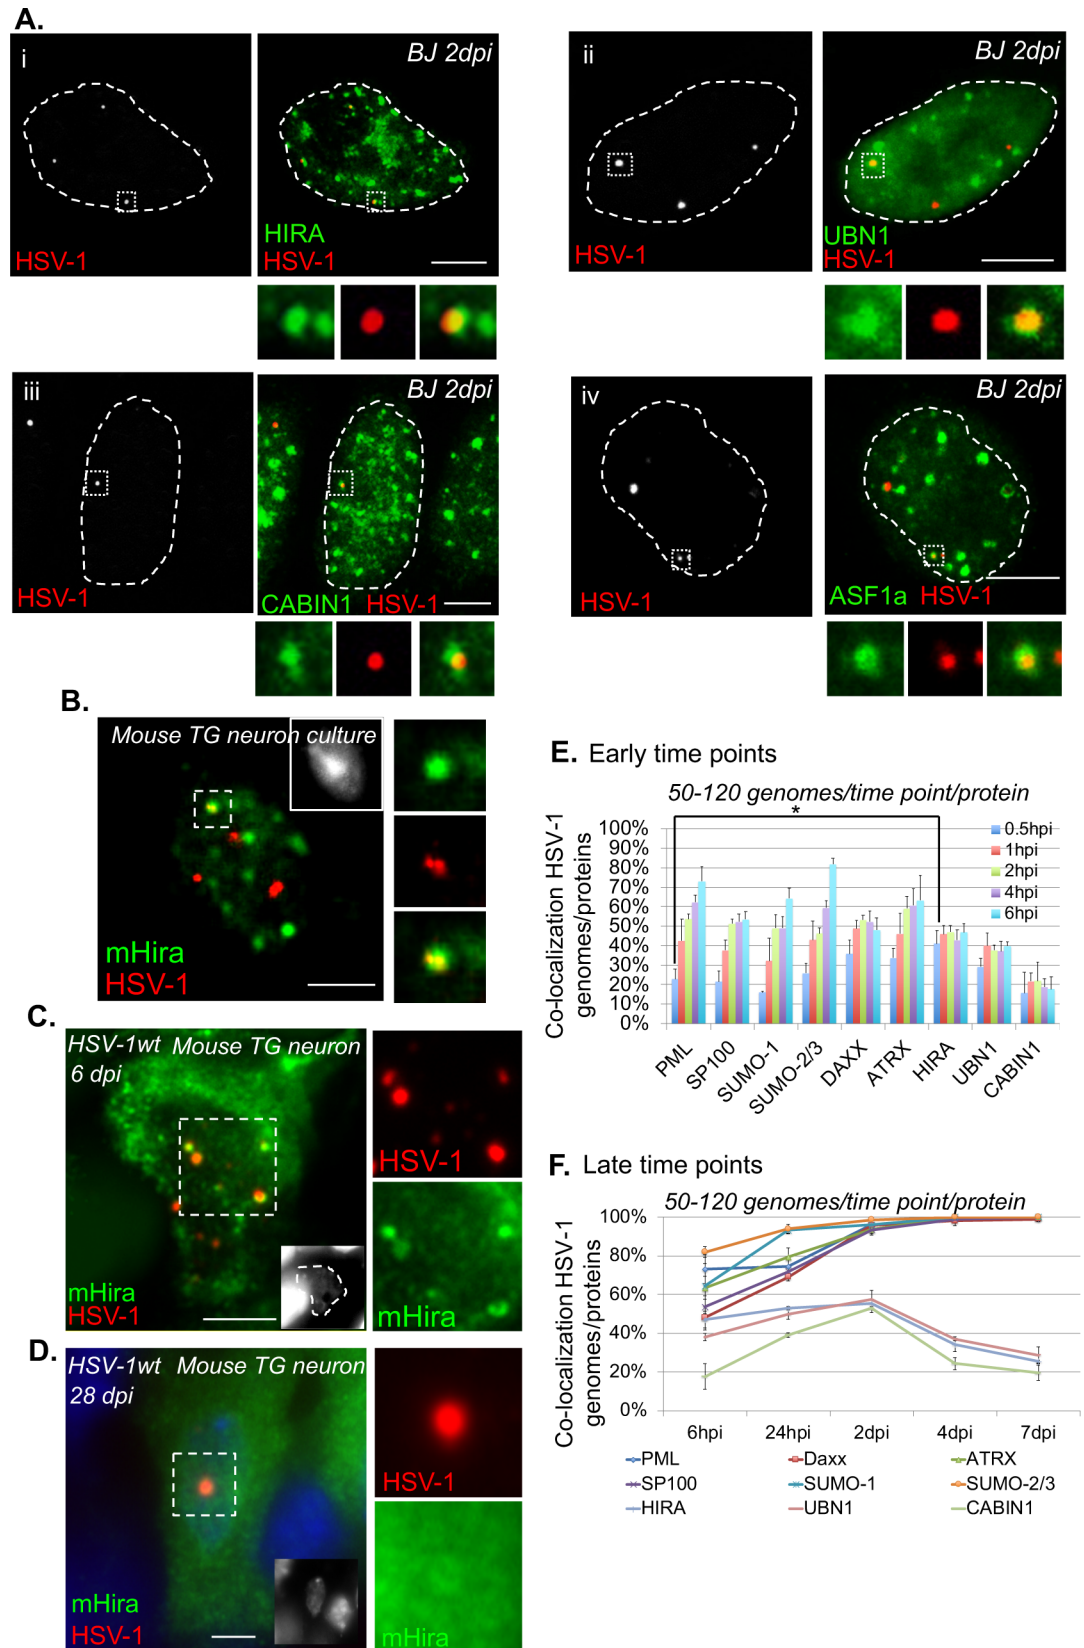 A.
i
BJ 2dpi
HSV-1
HIRA
HSV-1
ii
BJ 2dpi
HSV-1
UBN1
HSV-1
iii
BJ 2dpi
HSV-1
CABIN1 HSV-1
iv
BJ 2dpi
HSV-1
ASF1a HSV-1
B.
Mouse TG neuron culture
mHira
HSV-1
C.
HSV-1wt Mouse TG neuron
6 dpi
mHira
HSV-1
HSV-1
mHira
D.
HSV-1wt Mouse TG neuron
28 dpi
mHira
HSV-1
HSV-1
mHira
E. Early time points
50-120 genomes/time point/protein
*
Co-localization HSV-1
genomes/proteins
100%
90%
80%
70%
60%
50%
40%
30%
20%
10%
0%
0.5hpi
1hpi
2hpi
4hpi
6hpi
PML
SP100
SUMO-1
SUMO-2/3
DAXX
ATRX
HIRA
UBN1
CABIN1
F. Late time points
50-120 genomes/time point/protein
Co-localization HSV-1
genomes/proteins
100%
80%
60%
40%
20%
0%
6hpi 24hpi 2dpi 4dpi 7dpi
PML Daxx ATRX
SP100 SUMO-1 SUMO-2/3
HIRA UBN1 CABIN1